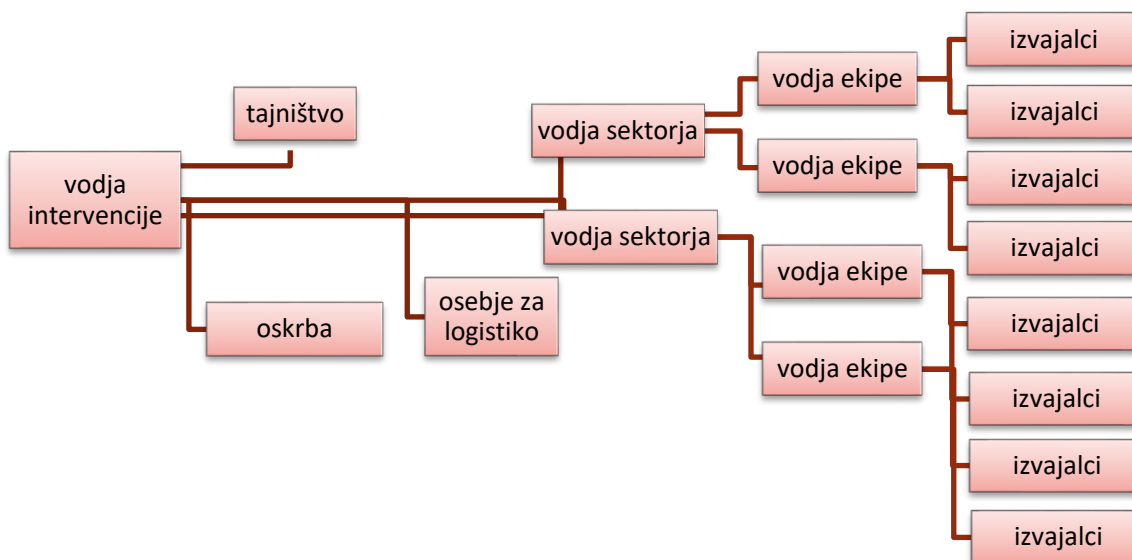 vodja
intervencije
tajništvo
oskrba
osebje za
logistiko
vodja sektorja
vodja sektorja
vodja ekipe
vodja ekipe
vodja ekipe
vodja ekipe
izvajalci
izvajalci
izvajalci
izvajalci
izvajalci
izvajalci
izvajalci
izvajalci